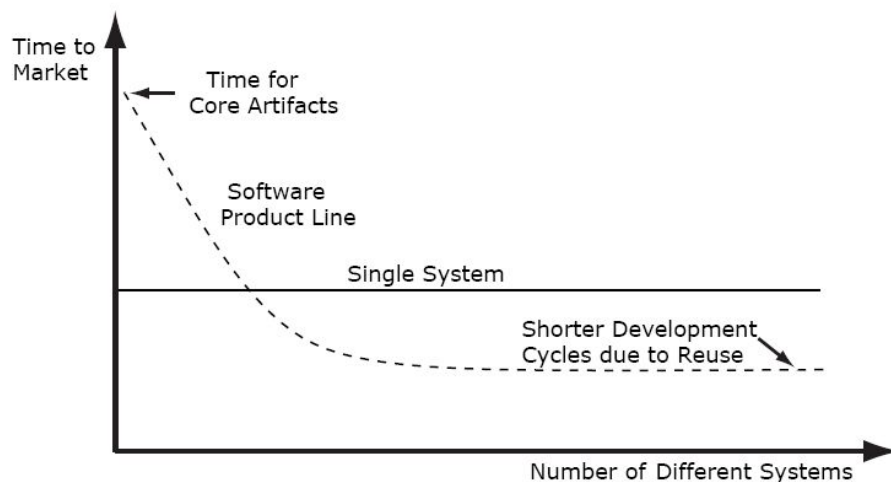 Time to
Market
Time for
Core Artifacts
Software
Product Line
Single System
Shorter Development
Cycles due to Reuse
Number of Different Systems